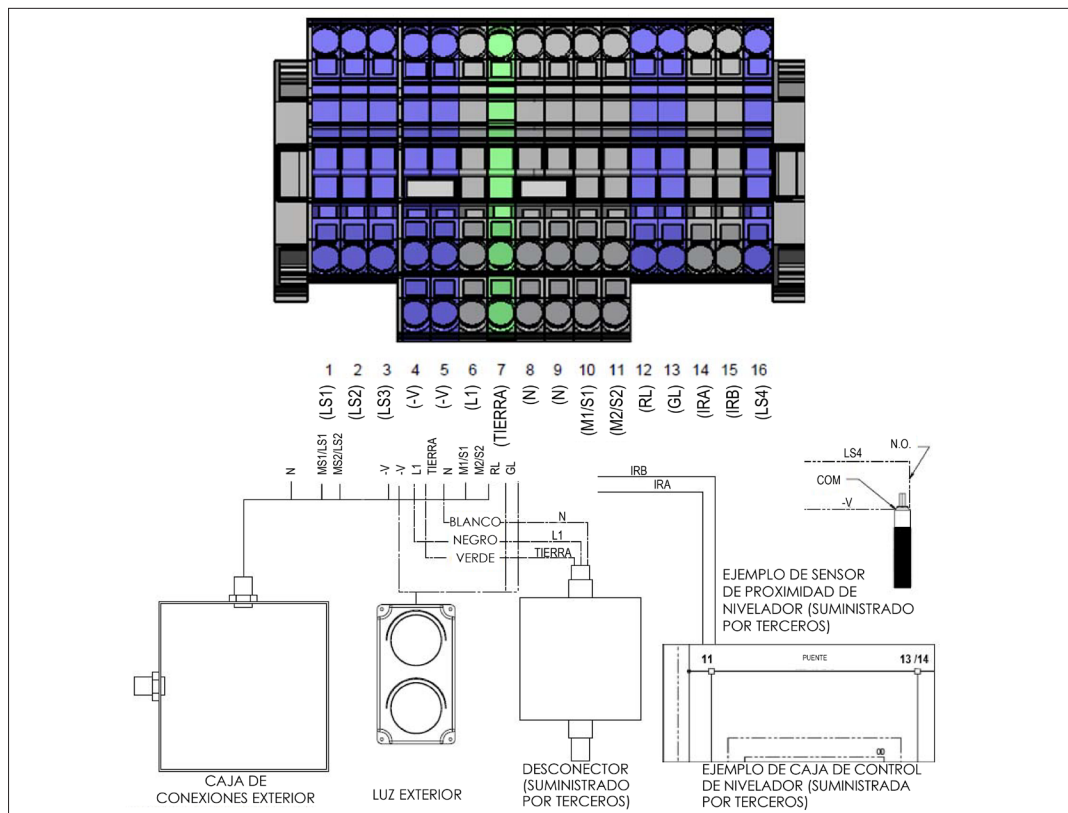 1 2 3 4 5 6 7 8 9 10 11 12 13 14 15 16
(LS1) (LS2) (LS3) (-V) (-V) (L1) (TIERRA) (N) (N) (M1/S1) (M2/S2) (RL) (GL) (IRA) (IRB) (LS4)
N MS1/LS1 MS2/LS2 -V -V L1 TIERRA N M1/S1 M2/S2 RL GL
BLANCO N
NEGRO L1
VERDE TIERRA
IRB
IRA
LS4
N.O.
COM
-V
EJEMPLO DE SENSOR
DE PROXIMIDAD DE
NIVELADOR (SUMINISTRADO
POR TERCEROS)
11 PUENTE 13 /14
CAJA DE
CONEXIONES EXTERIOR
LUZ EXTERIOR
DESCONECTOR
(SUMINISTRADO
POR TERCEROS)
EJEMPLO DE CAJA DE CONTROL
DE NIVELADOR (SUMINISTRADA
POR TERCEROS)